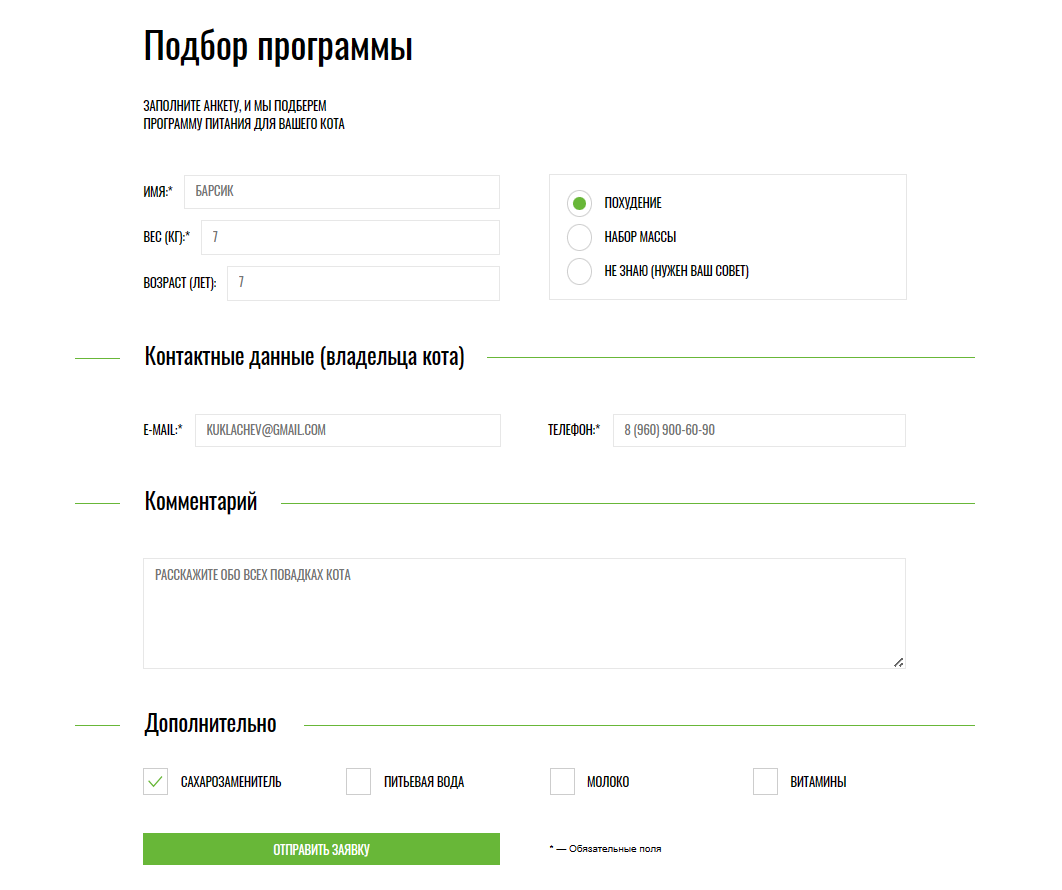 Подбор программы
ЗАПОЛНИТЕ АНКЕТУ, И МЫ ПОДБЕРЕМ
ПРОГРАММУ ПИТАНИЯ ДЛЯ ВАШЕГО КОТА
ИМЯ:* БАРСИК
ВЕС (КГ):* 7
ВОЗРАСТ (ЛЕТ): 7
ПОХУДЕНИЕ
НАБОР МАССЫ
НЕ ЗНАЮ (НУЖЕН ВАШ СОВЕТ)
Контактные данные (владельца кота)
E-MAIL:* KUKLACHEV@GMAIL.COM
ТЕЛЕФОН:* 8 (960) 900-60-90
Комментарий
РАССКАЖИТЕ ОБО ВСЕХ ПОВАДКАХ КОТА
Дополнительно
САХАРОЗАМЕНИТЕЛЬ
ПИТЬЕВАЯ ВОДА
МОЛОКО
ВИТАМИНЫ
ОТПРАВИТЬ ЗАЯВКУ
* — Обязательные поля